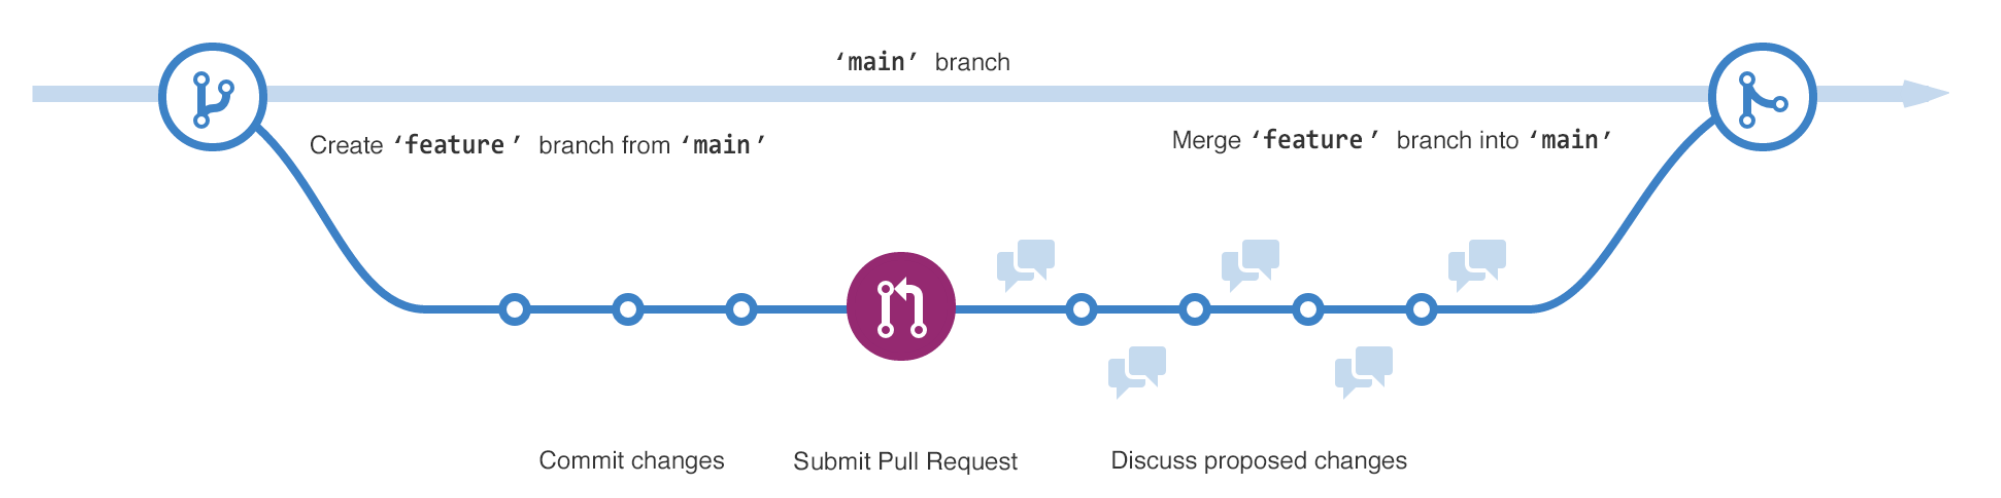 ‘main’ branch
Create ‘feature’ branch from ‘main’
Merge ‘feature’ branch into ‘main’
Commit changes
Submit Pull Request
Discuss proposed changes